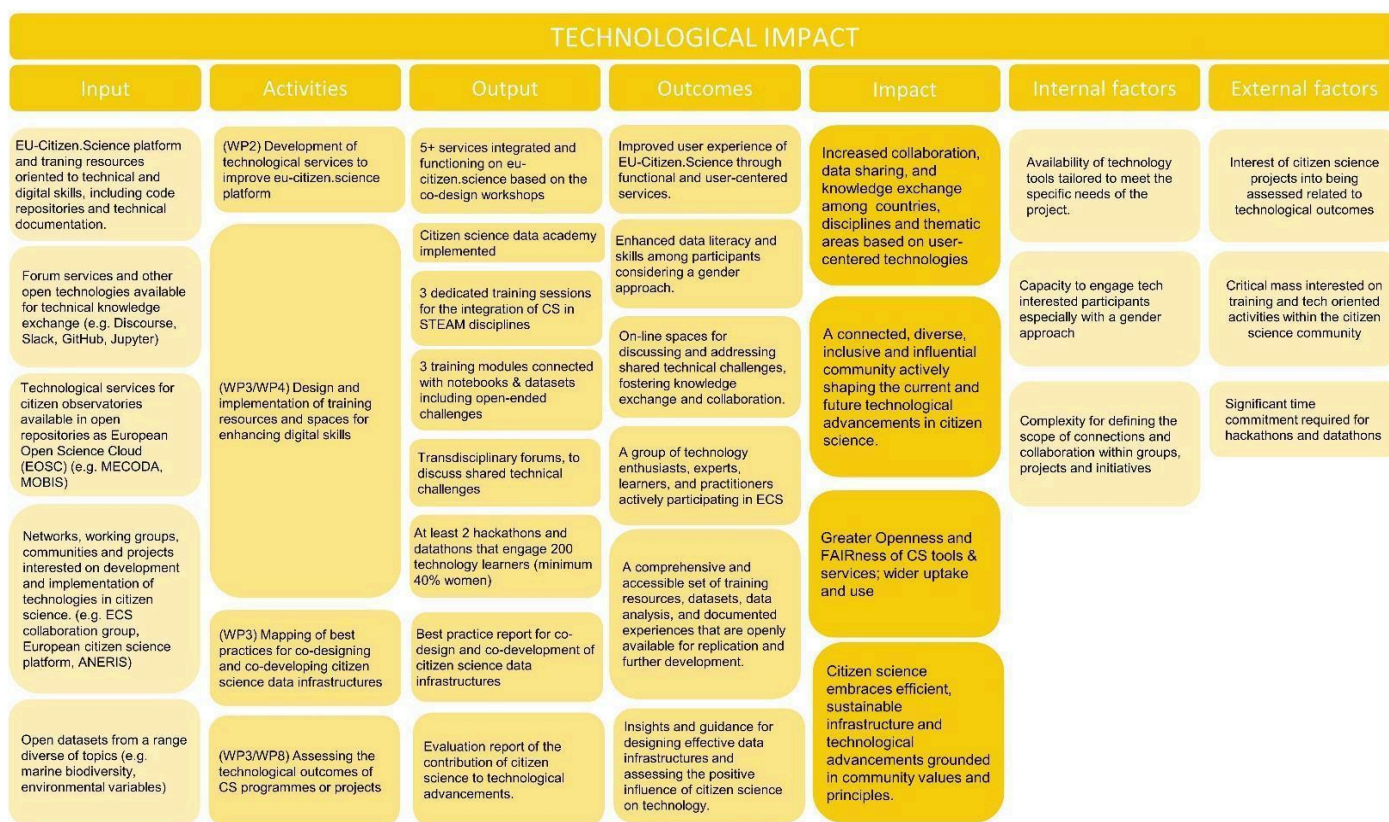 TECHNOLOGICAL IMPACT
Input
Activities
Output
Outcomes
Impact
Internal factors
External factors
EU-Citizen.Science platform
and traning resources
oriented to technical and
digital skills, including code
repositories and technical
documentation.
Forum services and other
open technologies available
for technical knowledge
exchange (e.g. Discourse,
Slack, GitHub, Jupyter)
Technological services for
citizen observatories
available in open
repositories as European
Open Science Cloud
(EOSC) (e.g. MECODA,
MOBIS)
Networks, working groups,
communities and projects
interested on development
and implementation of
technologies in citizen
science. (e.g. ECS
collaboration group,
European citizen science
platform, ANERIS)
Open datasets from a range
diverse of topics (e.g.
marine biodiversity,
environmental variables)
(WP2) Development of
technological services to
improve eu-citizen.science
platform
(WP3/WP4) Design and
implementation of training
resources and spaces for
enhancing digital skills
(WP3) Mapping of best
practices for co-designing
and co-developing citizen
science data infrastructures
(WP3/WP8) Assessing the
technological outcomes of
CS programmes or projects
5+ services integrated and
functioning on eu-
citizen.science based on the
co-design workshops
Citizen science data academy
implemented
3 dedicated training sessions
for the integration of CS in
STEAM disciplines
3 training modules connected
with notebooks & datasets
including open-ended
challenges
Transdisciplinary forums, to
discuss shared technical
challenges
At least 2 hackathons and
datathons that engage 200
technology learners (minimum
40% women)
Best practice report for co-
design and co-development of
citizen science data
infrastructures
Evaluation report of the
contribution of citizen
science to technological
advancements.
Improved user experience of
EU-Citizen.Science through
functional and user-centered
services.
Enhanced data literacy and
skills among participants
considering a gender
approach.
On-line spaces for
discussing and addressing
shared technical challenges,
fostering knowledge
exchange and collaboration.
A group of technology
enthusiasts, experts,
learners, and practitioners
actively participating in ECS
A comprehensive and
accessible set of training
resources, datasets, data
analysis, and documented
experiences that are openly
available for replication and
further development.
Insights and guidance for
designing effective data
infrastructures and
assessing the positive
influence of citizen science
on technology.
Increased collaboration,
data sharing, and
knowledge exchange
among countries,
disciplines and thematic
areas based on user-
centered technologies
A connected, diverse,
inclusive and influential
community actively
shaping the current and
future technological
advancements in citizen
science.
Greater Openness and
FAIRness of CS tools &
services; wider uptake
and use
Citizen science
embraces efficient,
sustainable
infrastructure and
technological
advancements grounded
in community values and
principles.
Availability of technology
tools tailored to meet the
specific needs of the
project.
Capacity to engage tech
interested participants
especially with a gender
approach
Complexity for defining the
scope of connections and
collaboration within groups,
projects and initiatives
Interest of citizen science
projects into being
assessed related to
technological outcomes
Critical mass interested on
training and tech oriented
activities within the citizen
science community
Significant time
commitment required for
hackathons and datathons